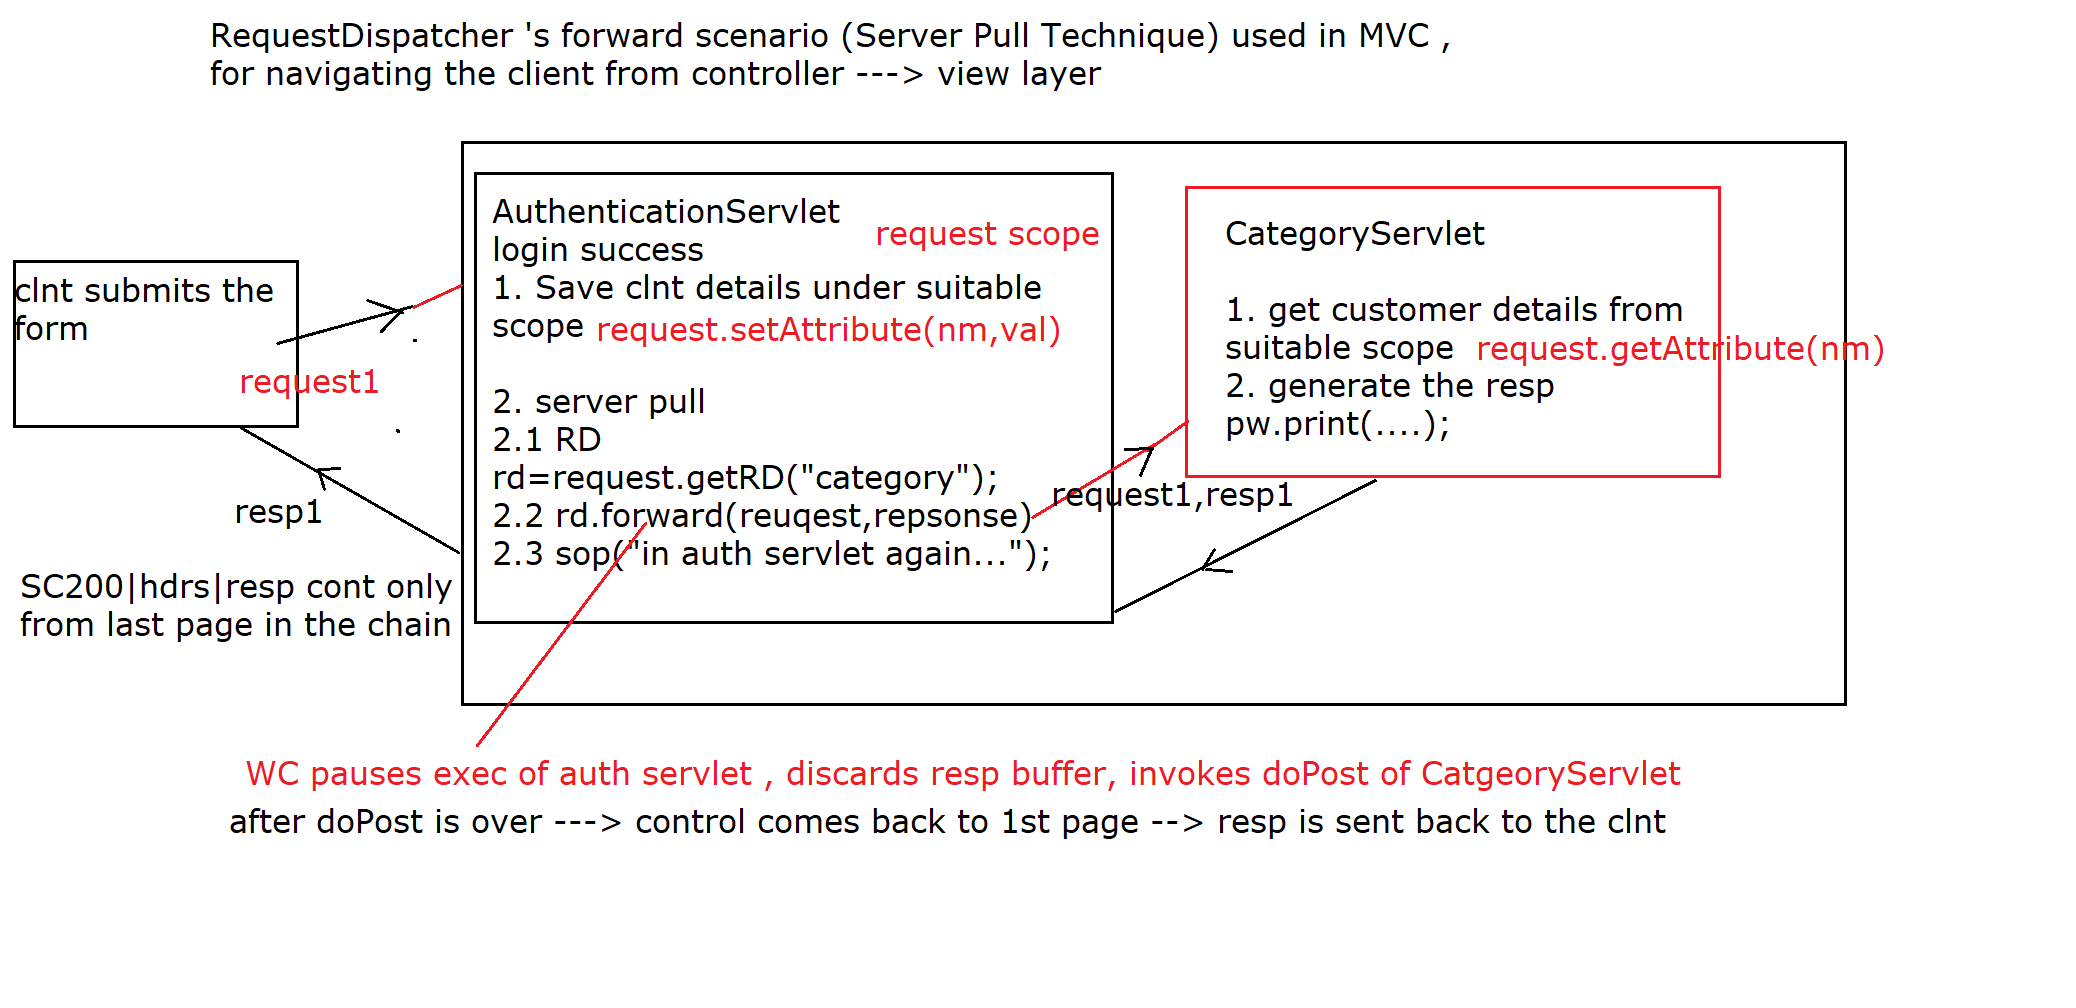 RequestDispatcher 's forward scenario (Server Pull Technique) used in MVC ,
for navigating the client from controller ---> view layer
clnt submits the
form
request1
resp1
SC200|hdrs|resp cont only
from last page in the chain
AuthenticationServlet
request scope
login success
1. Save clnt details under suitable
scope request.setAttribute(nm,val)
2. server pull
2.1 RD
rd=request.getRD("category");
2.2 rd.forward(reuqest,repsonse)
2.3 sop("in auth servlet again...");
request1,resp1
CategoryServlet
1. get customer details from
suitable scope request.getAttribute(nm)
2. generate the resp
pw.print(....);
WC pauses exec of auth servlet , discards resp buffer, invokes doPost of CatgeoryServlet
after doPost is over ---> control comes back to 1st page --> resp is sent back to the clnt